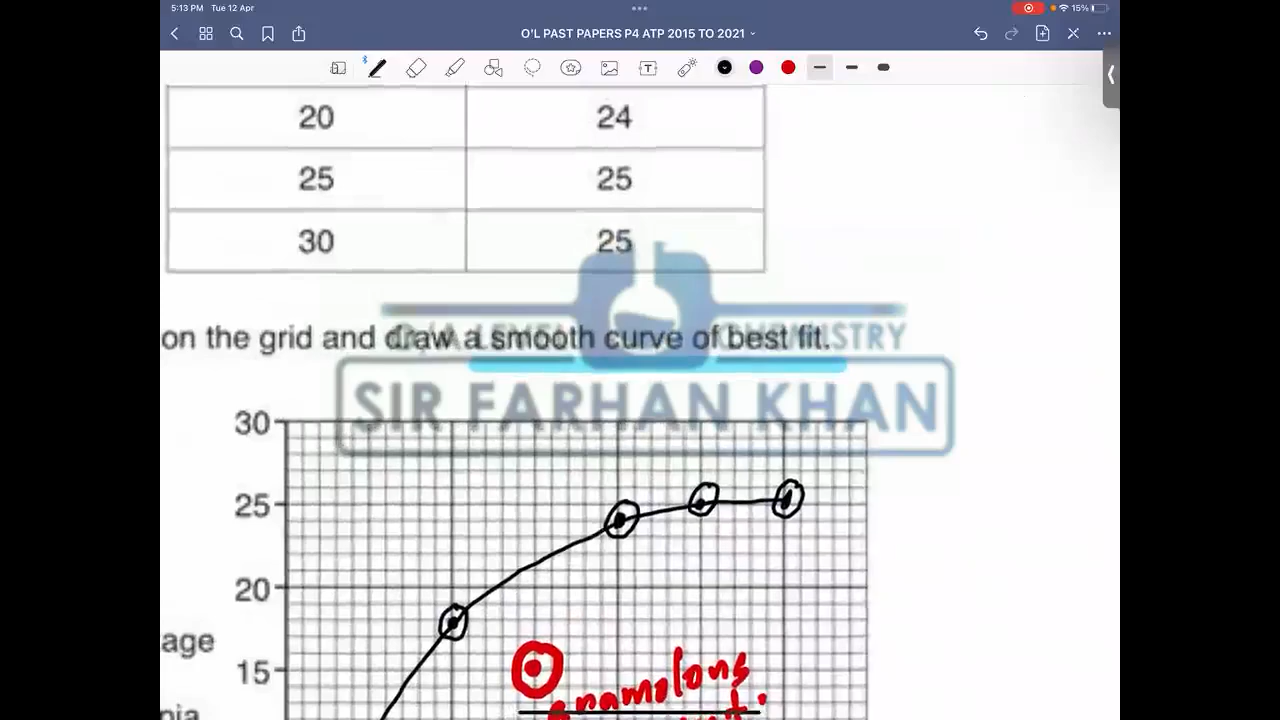 5:13 PM Tue 12 Apr
15%
O'L PAST PAPERS P4 ATP 2015 TO 2021
20 24
25 25
30 25
on the grid and draw a smooth curve of best fit.
CHEMISTRY
SIR FARHAN KHAN
30
25
20
age
15